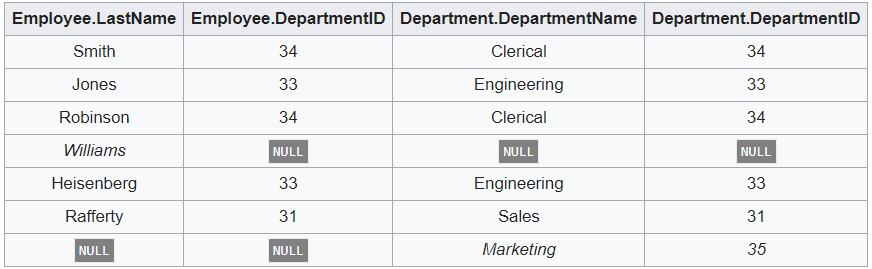 Employee.LastName Employee.DepartmentID Department.DepartmentName Department.DepartmentID
Smith 34 Clerical 34
Jones 33 Engineering 33
Robinson 34 Clerical 34
Williams NULL NULL NULL
Heisenberg 33 Engineering 33
Rafferty 31 Sales 31
NULL NULL Marketing 35